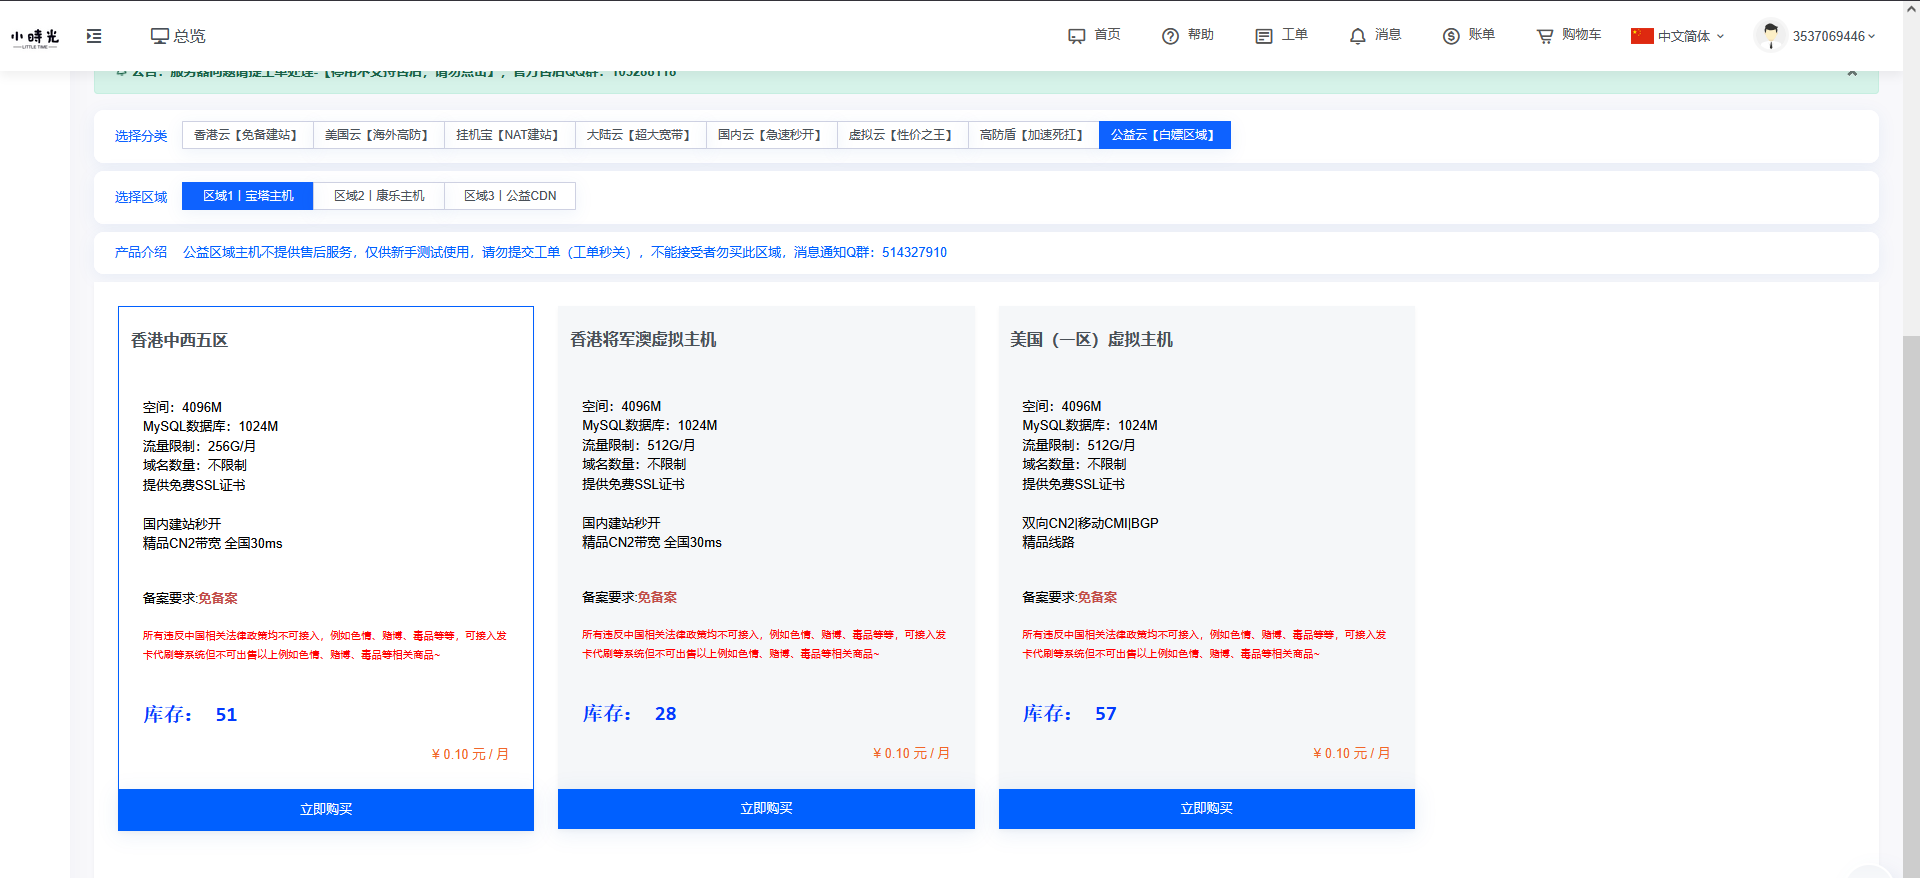 小時光
LITTLE TIME
总览
首页
帮助
工单
消息
账单
购物车
中文简体
3537069446
公告：服务器问题请提工单处理-【停用不支持售后，请勿点击】，官方售后QQ群：105288118
选择分类
香港云【免备建站】
美国云【海外高防】
挂机宝【NAT建站】
大陆云【超大宽带】
国内云【急速秒开】
虚拟云【性价之王】
高防盾【加速死扛】
公益云【白嫖区域】
选择区域
区域1丨宝塔主机
区域2丨康乐主机
区域3丨公益CDN
产品介绍
公益区域主机不提供售后服务，仅供新手测试使用，请勿提交工单（工单秒关），不能接受者勿买此区域，消息通知Q群：514327910
香港中西五区
空间：4096M
MySQL数据库：1024M
流量限制：256G/月
域名数量：不限制
提供免费SSL证书
国内建站秒开
精品CN2带宽 全国30ms
备案要求:免备案
所有违反中国相关法律政策均不可接入，例如色情、赌博、毒品等等，可接入发
卡代刷等系统但不可出售以上例如色情、赌博、毒品等相关商品~
库存： 51
¥ 0.10 元 / 月
立即购买
香港将军澳虚拟主机
空间：4096M
MySQL数据库：1024M
流量限制：512G/月
域名数量：不限制
提供免费SSL证书
国内建站秒开
精品CN2带宽 全国30ms
备案要求:免备案
所有违反中国相关法律政策均不可接入，例如色情、赌博、毒品等等，可接入发
卡代刷等系统但不可出售以上例如色情、赌博、毒品等相关商品~
库存： 28
¥ 0.10 元 / 月
立即购买
美国（一区）虚拟主机
空间：4096M
MySQL数据库：1024M
流量限制：512G/月
域名数量：不限制
提供免费SSL证书
双向CN2|移动CMI|BGP
精品线路
备案要求:免备案
所有违反中国相关法律政策均不可接入，例如色情、赌博、毒品等等，可接入发
卡代刷等系统但不可出售以上例如色情、赌博、毒品等相关商品~
库存： 57
¥ 0.10 元 / 月
立即购买